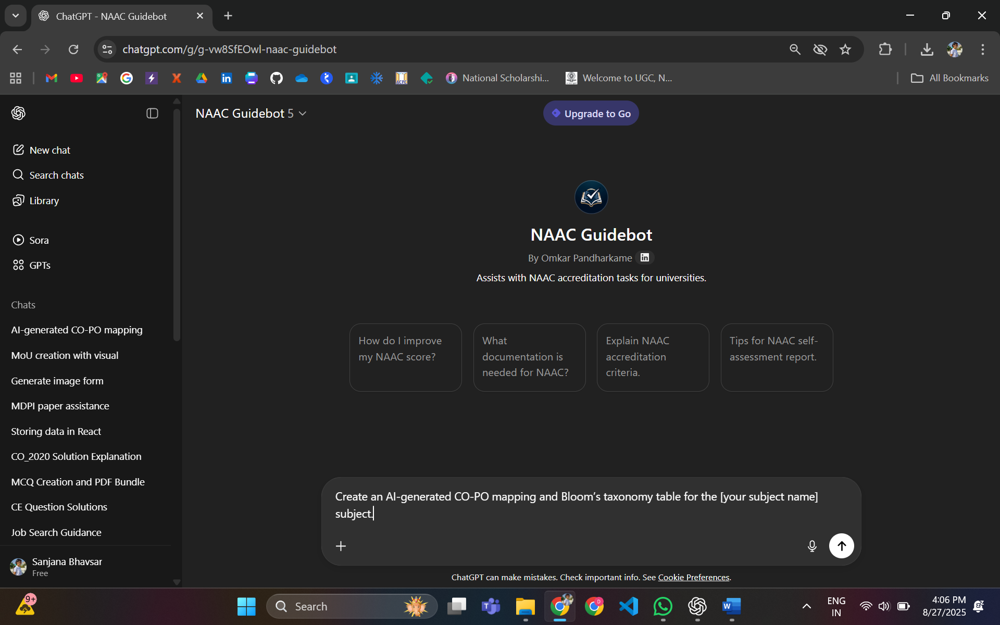 ChatGPT - NAAC Guidebot
chatgpt.com/g/g-vw8SfEOwl-naac-guidebot
National Scholarshi...
Welcome to UGC, N...
All Bookmarks
NAAC Guidebot 5
Upgrade to Go
New chat
Search chats
Library
Sora
GPTs
Chats
AI-generated CO-PO mapping
MoU creation with visual
Generate image form
MDPI paper assistance
Storing data in React
CO_2020 Solution Explanation
MCQ Creation and PDF Bundle
CE Question Solutions
Job Search Guidance
Sanjana Bhavsar
Free
NAAC Guidebot
By Omkar Pandharkame
Assists with NAAC accreditation tasks for universities.
How do I improve
my NAAC score?
What
documentation is
needed for NAAC?
Explain NAAC
accreditation
criteria.
Tips for NAAC self-
assessment report.
Create an AI-generated CO-PO mapping and Bloom’s taxonomy table for the [your subject name]
subject.
ChatGPT can make mistakes. Check important info. See Cookie Preferences.
9+
Search
ENG
IN
4:06 PM
8/27/2025